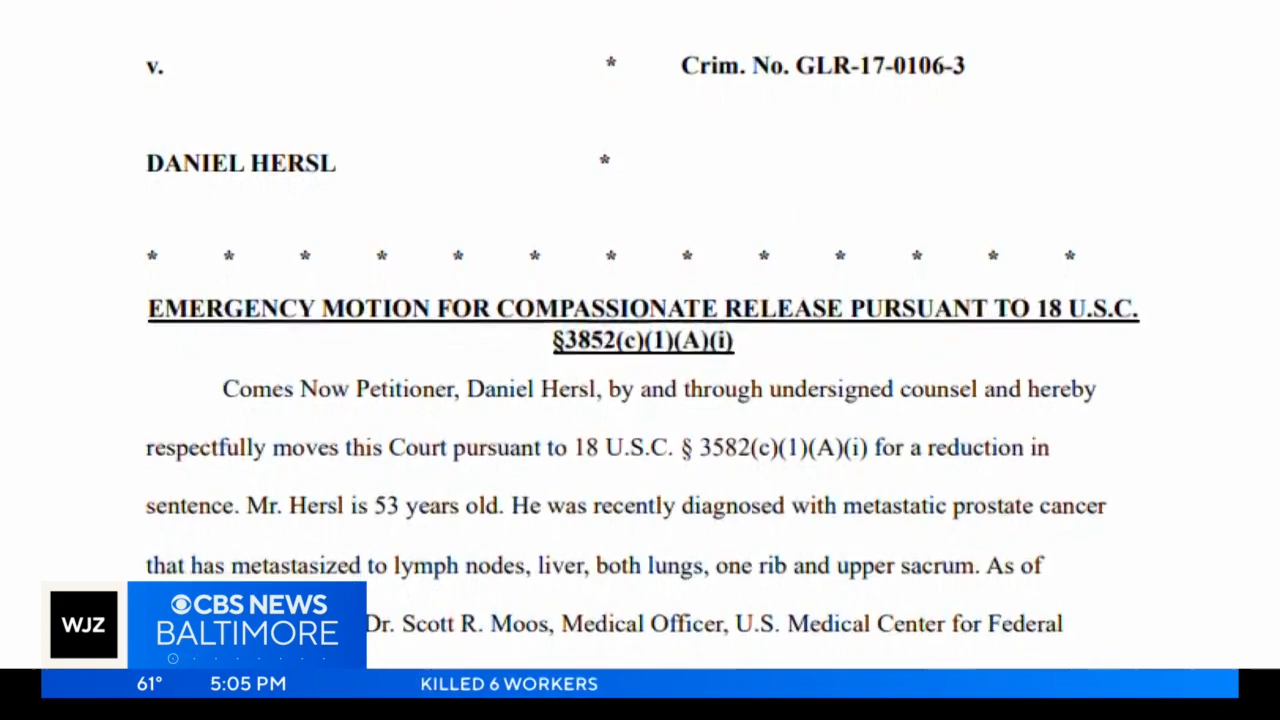 v. * Crim. No. GLR-17-0106-3
DANIEL HERSL *
* * * * * * * * * * * * *
EMERGENCY MOTION FOR COMPASSIONATE RELEASE PURSUANT TO 18 U.S.C.
§3852(c)(1)(A)(i)
Comes Now Petitioner, Daniel Hersl, by and through undersigned counsel and hereby
respectfully moves this Court pursuant to 18 U.S.C. § 3582(c)(1)(A)(i) for a reduction in
sentence. Mr. Hersl is 53 years old. He was recently diagnosed with metastatic prostate cancer
that has metastasized to lymph nodes, liver, both lungs, one rib and upper sacrum. As of
Dr. Scott R. Moos, Medical Officer, U.S. Medical Center for Federal
WJZ
CBS NEWS
BALTIMORE
61° 5:05 PM KILLED 6 WORKERS